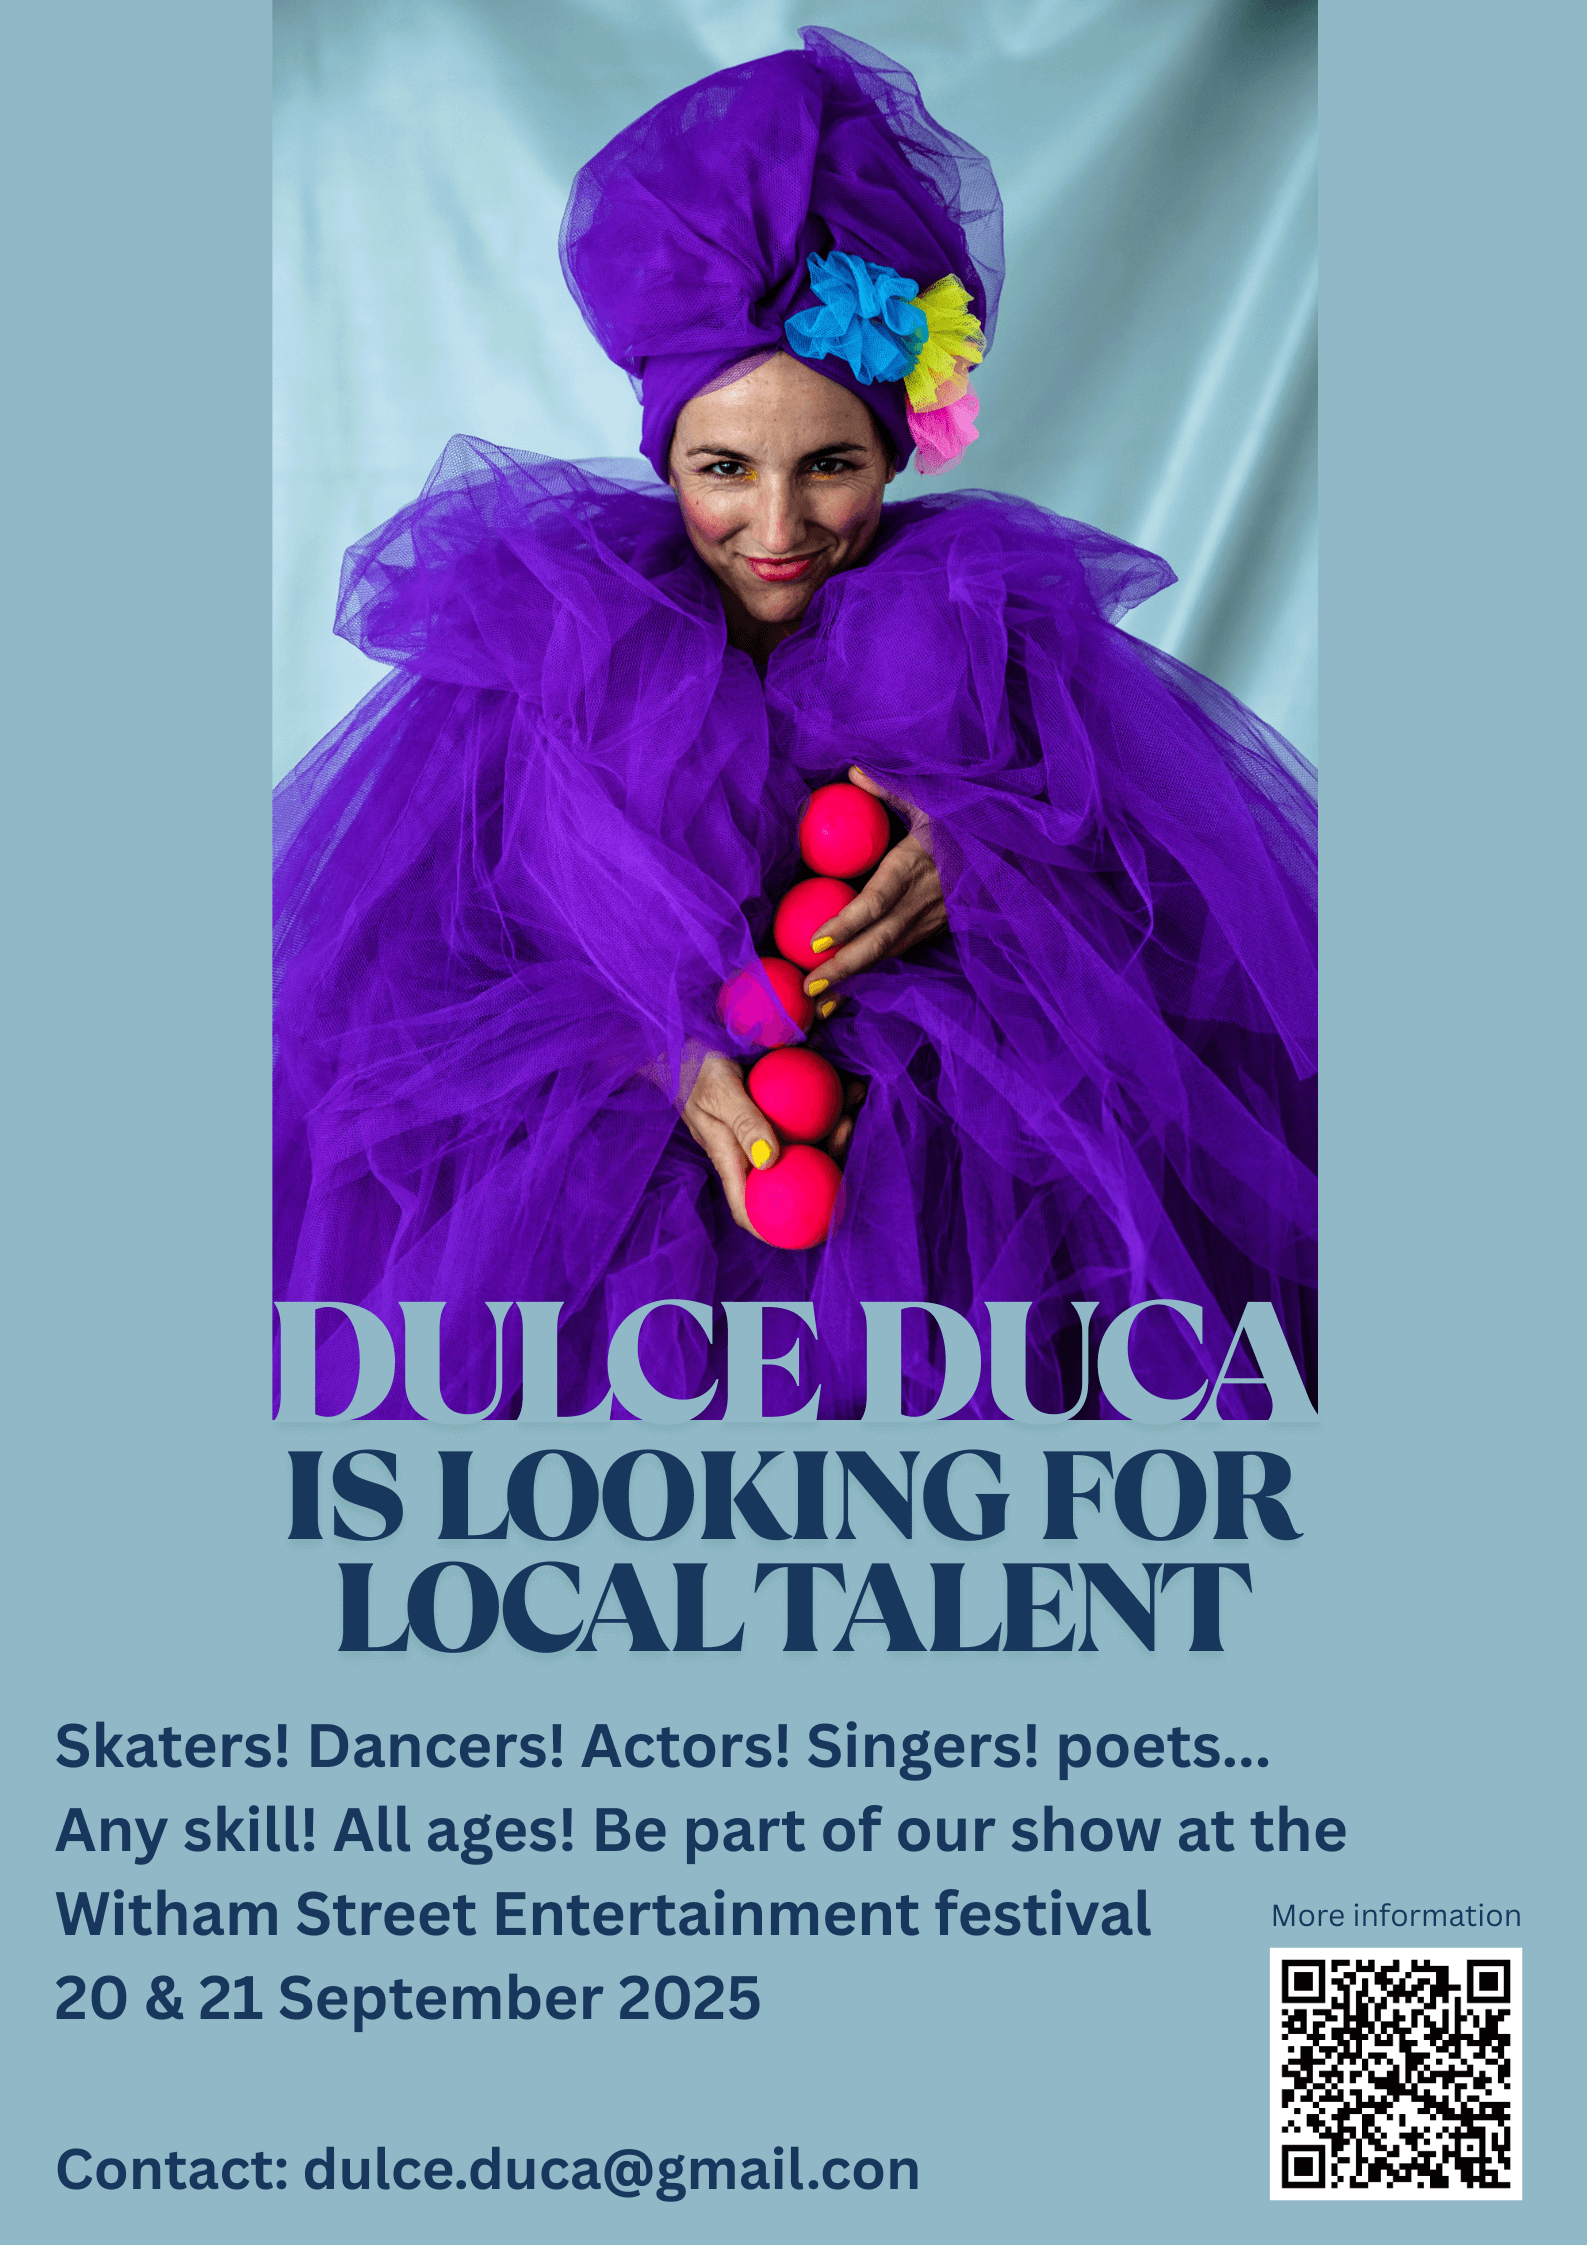 DULCE DUCA
IS LOOKING FOR
LOCAL TALENT
Skaters! Dancers! Actors! Singers! poets...
Any skill! All ages! Be part of our show at the
Witham Street Entertainment festival
20 & 21 September 2025
More information
Contact: dulce.duca@gmail.con